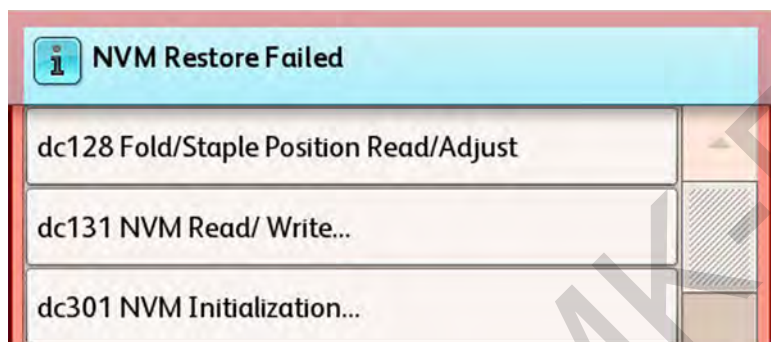 NVM Restore Failed
dc128 Fold/Staple Position Read/Adjust
dc131 NVM Read/ Write...
dc301 NVM Initialization...